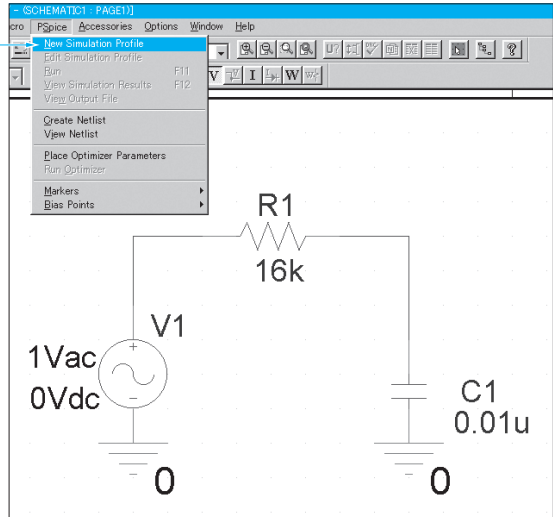 - (SCHEMATIC1 : PAGE1)]
cro PSpice Accessories Options Window Help
New Simulation Profile
Edit Simulation Profile
Run F11
View Simulation Results F12
View Output File
Create Netlist
View Netlist
Place Optimizer Parameters
Run Optimizer
Markers
Bias Points
U?
V I W
R1
16k
V1
1Vac
0Vdc
C1
0.01u
0
0